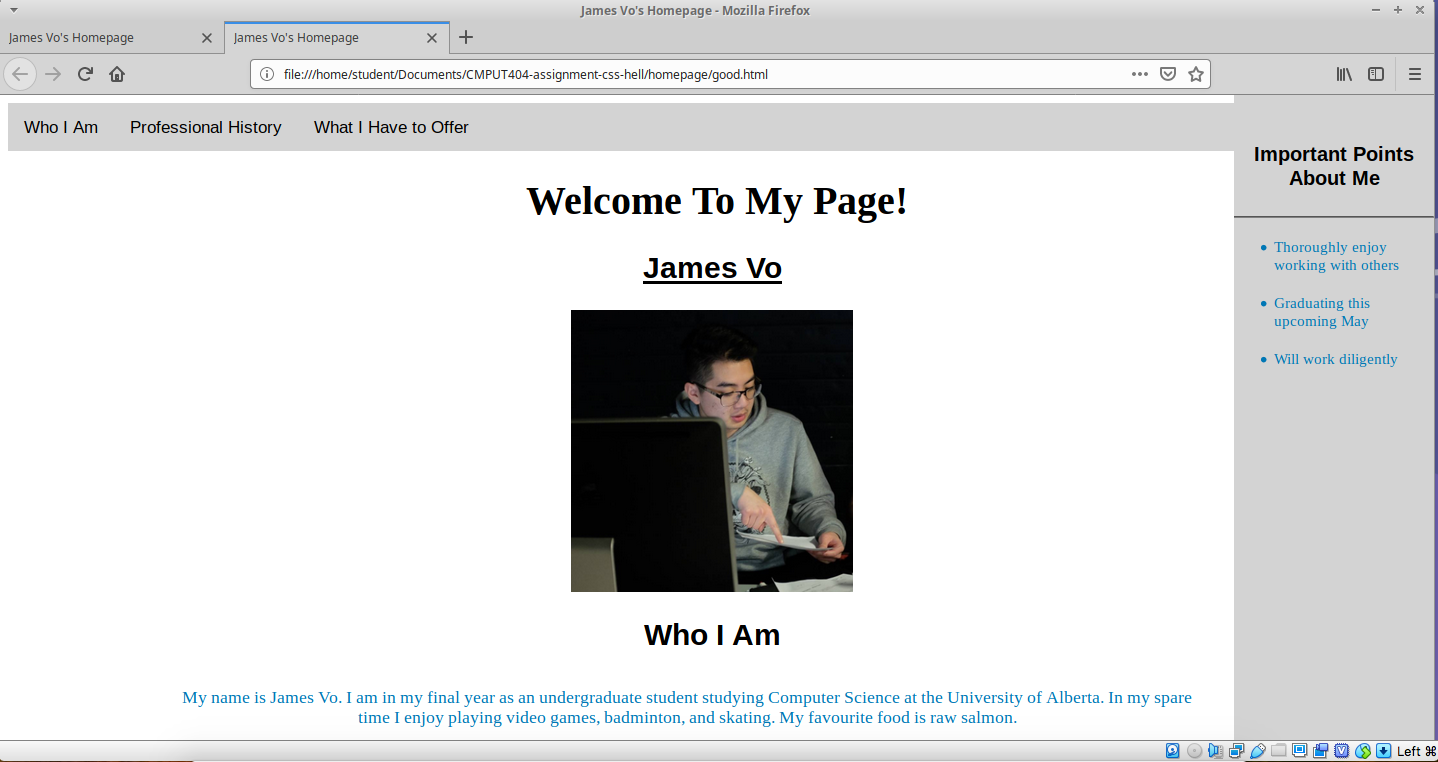 James Vo's Homepage - Mozilla Firefox
James Vo's Homepage
James Vo's Homepage
file:///home/student/Documents/CMPUT404-assignment-css-hell/homepage/good.html
Who I Am Professional History What I Have to Offer
Welcome To My Page!
James Vo
Who I Am
My name is James Vo. I am in my final year as an undergraduate student studying Computer Science at the University of Alberta. In my spare
time I enjoy playing video games, badminton, and skating. My favourite food is raw salmon.
Important Points
About Me
Thoroughly enjoy
working with others
Graduating this
upcoming May
Will work diligently
Left ⌘